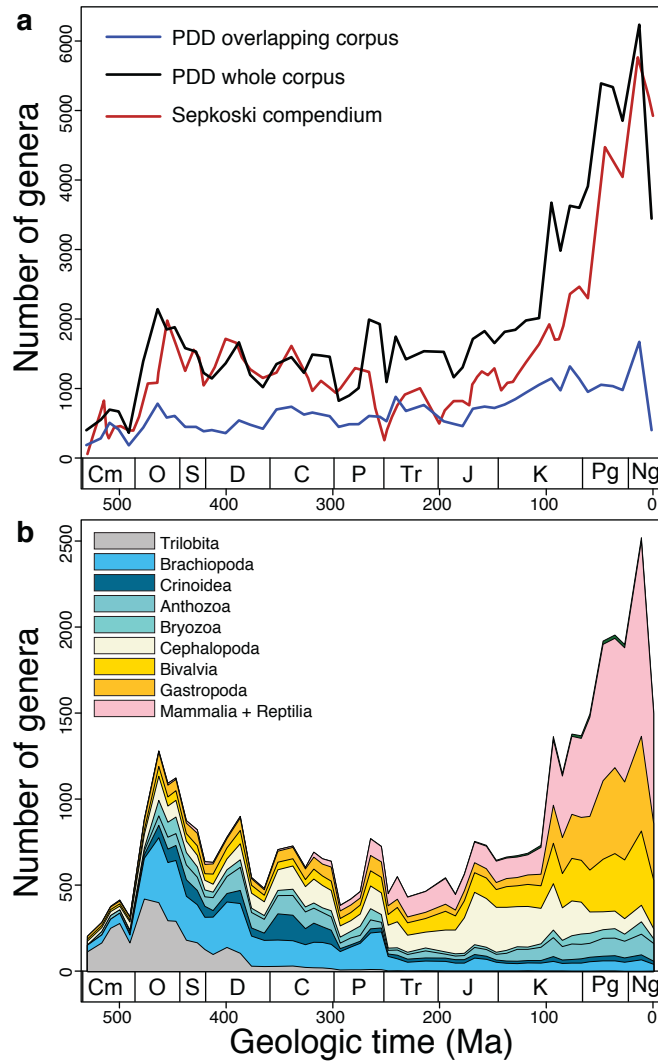 a
PDD overlapping corpus
PDD whole corpus
Sepkoski compendium
Number of genera
0 1000 2000 3000 4000 5000 6000
Cm O S D C P Tr J K Pg Ng
500 400 300 200 100 0
b
Trilobita
Brachiopoda
Crinoidea
Anthozoa
Bryozoa
Cephalopoda
Bivalvia
Gastropoda
Mammalia + Reptilia
Number of genera
0 500 1000 1500 2000 2500
Cm O S D C P Tr J K Pg Ng
500 400 300 200 100 0
Geologic time (Ma)